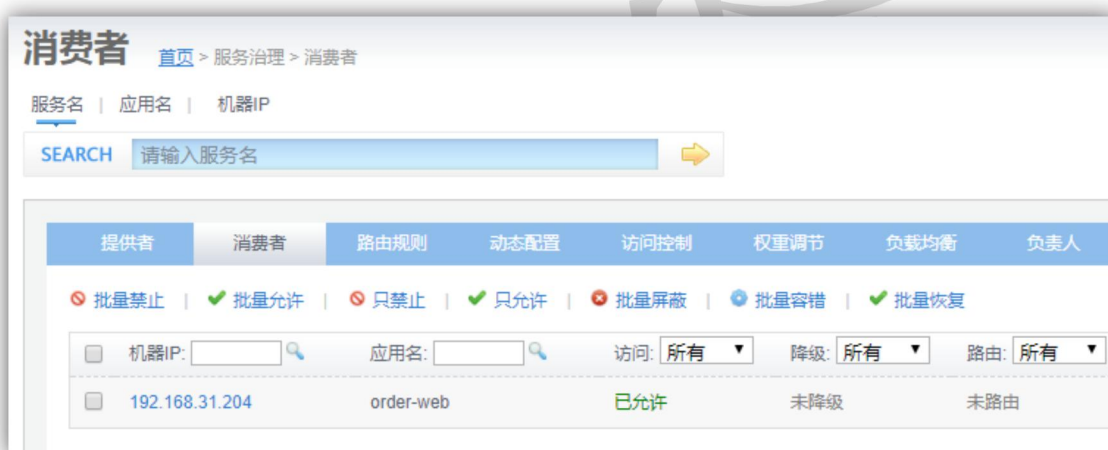 消费者 首页 > 服务治理 > 消费者
服务名 | 应用名 | 机器IP
SEARCH 请输入服务名
提供者 消费者 路由规则 动态配置 访问控制 权重调节 负载均衡 负责人
批量禁止 | 批量允许 | 只禁止 | 只允许 | 批量屏蔽 | 批量容错 | 批量恢复
机器IP: 应用名: 访问: 所有 降级: 所有 路由: 所有
192.168.31.204 order-web 已允许 未降级 未路由